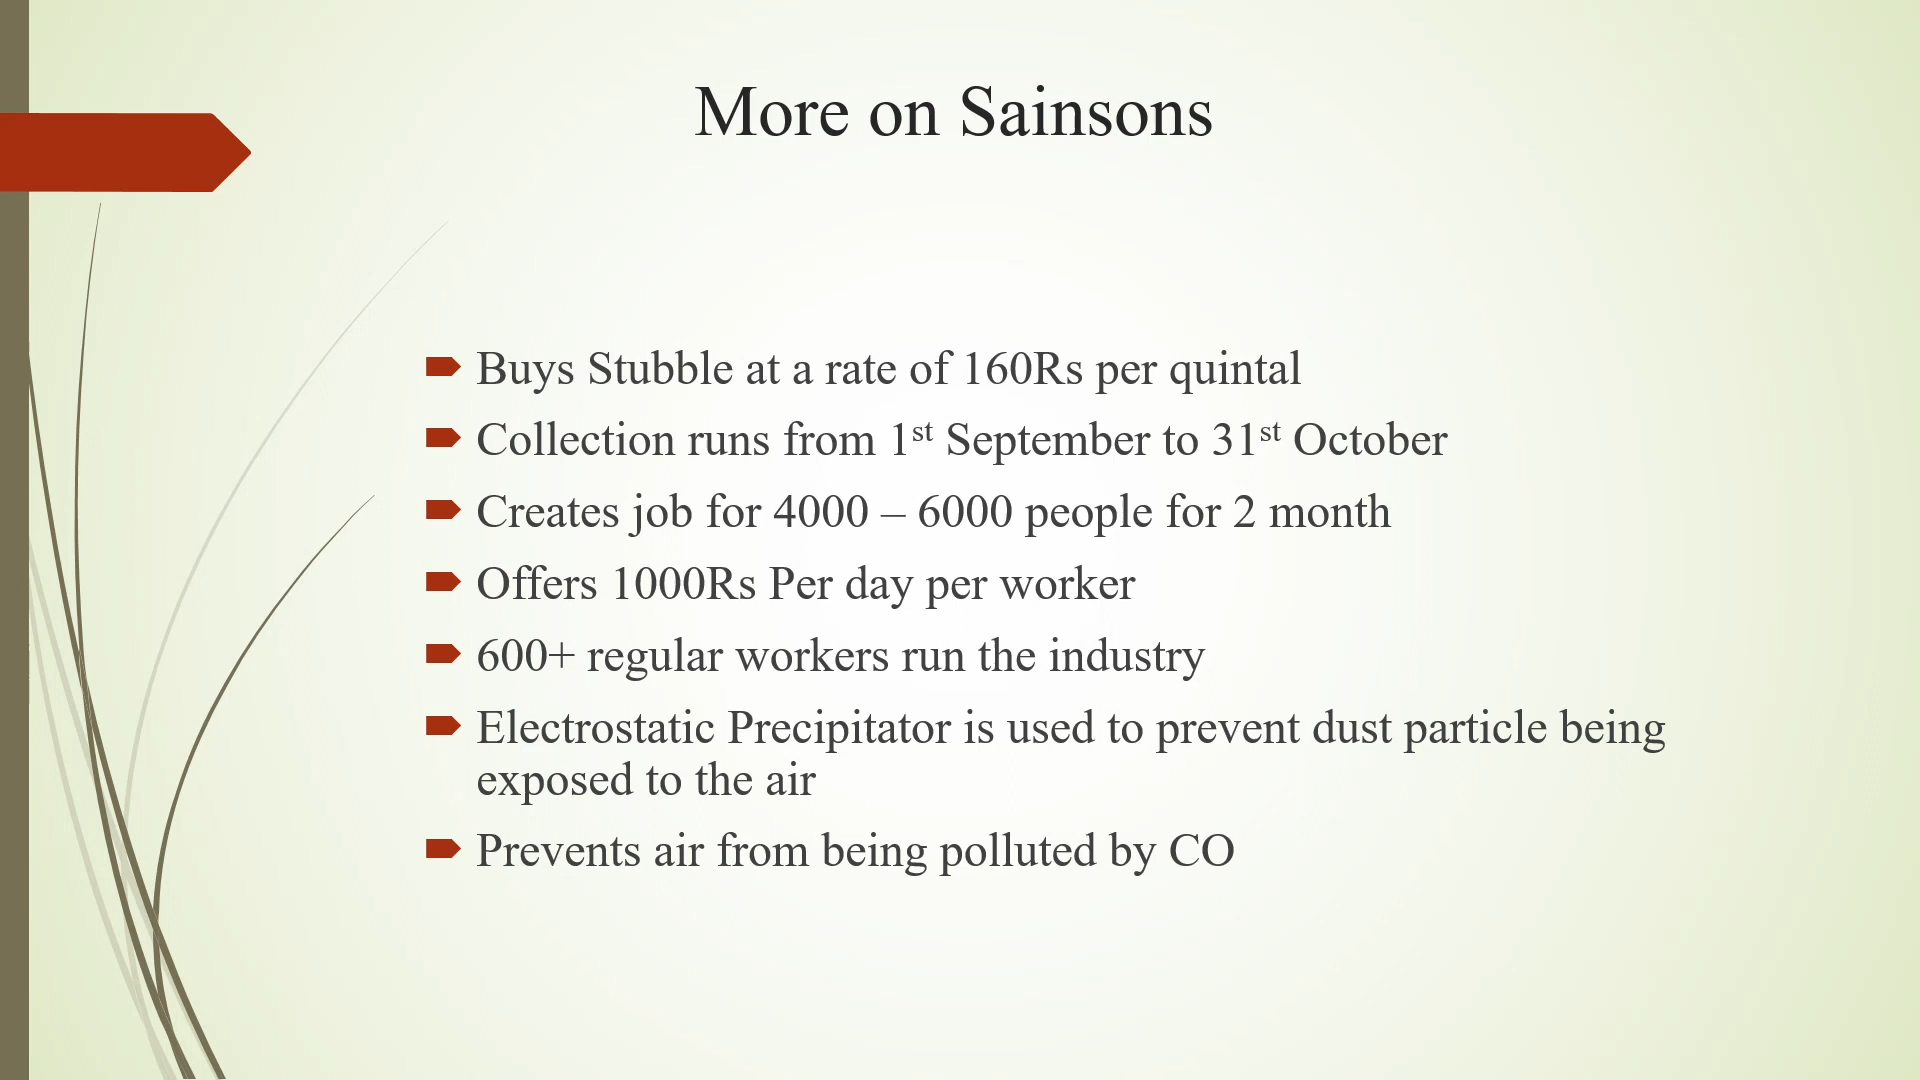 More on Sainsons
Buys Stubble at a rate of 160Rs per quintal
Collection runs from 1st September to 31st October
Creates job for 4000 – 6000 people for 2 month
Offers 1000Rs Per day per worker
600+ regular workers run the industry
Electrostatic Precipitator is used to prevent dust particle being
exposed to the air
Prevents air from being polluted by CO